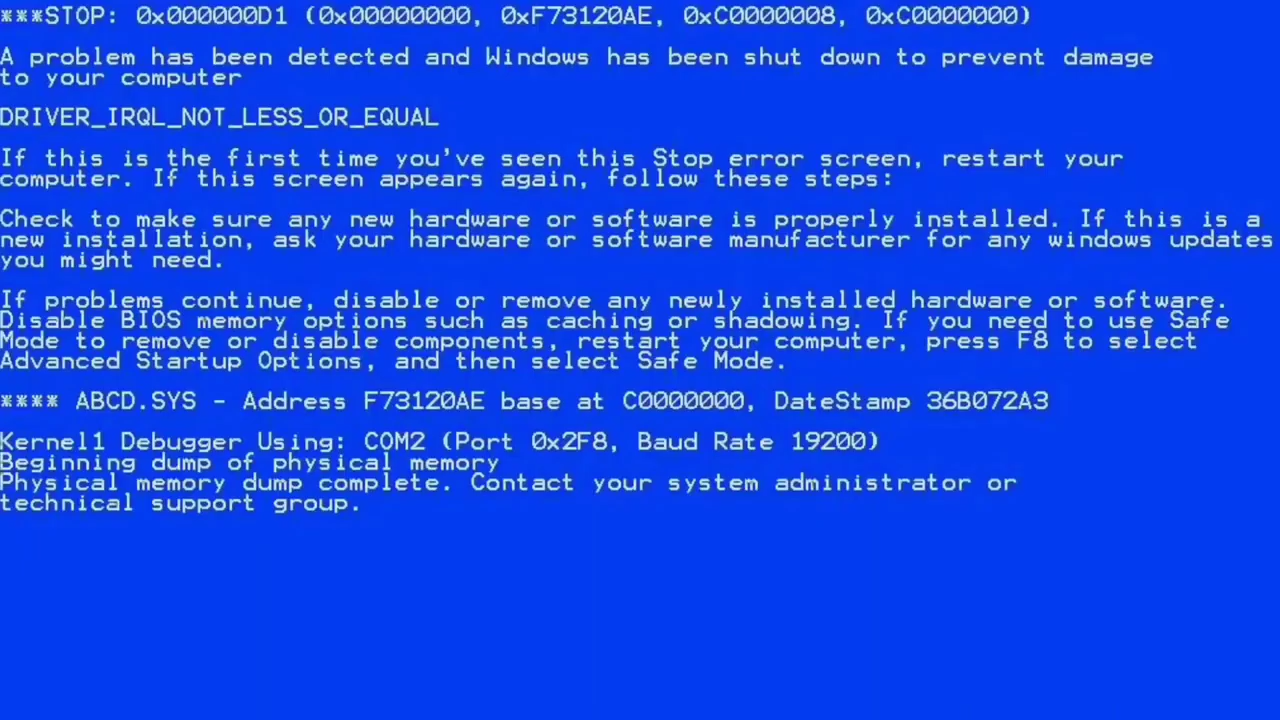 ***STOP: 0x000000D1 (0x00000000, 0xF73120AE, 0xC0000008, 0xC0000000)
A problem has been detected and Windows has been shut down to prevent damage
to your computer
DRIVER_IRQL_NOT_LESS_OR_EQUAL
If this is the first time you've seen this Stop error screen, restart your
computer. If this screen appears again, follow these steps:
Check to make sure any new hardware or software is properly installed. If this is a
new installation, ask your hardware or software manufacturer for any windows updates
you might need.
If problems continue, disable or remove any newly installed hardware or software.
Disable BIOS memory options such as caching or shadowing. If you need to use Safe
Mode to remove or disable components, restart your computer, press F8 to select
Advanced Startup Options, and then select Safe Mode.
**** ABCD.SYS - Address F73120AE base at C0000000, DateStamp 36B072A3
Kernel1 Debugger Using: COM2 (Port 0x2F8, Baud Rate 19200)
Beginning dump of physical memory
Physical memory dump complete. Contact your system administrator or
technical support group.